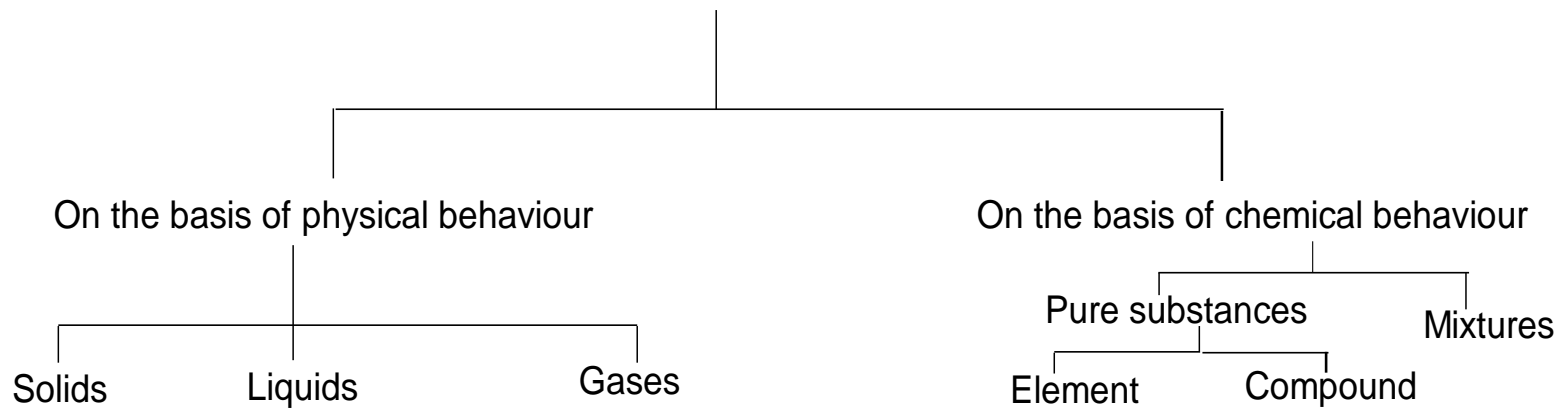 On the basis of physical behaviour
On the basis of chemical behaviour
Pure substances
Mixtures
Solids
Liquids
Gases
Element
Compound